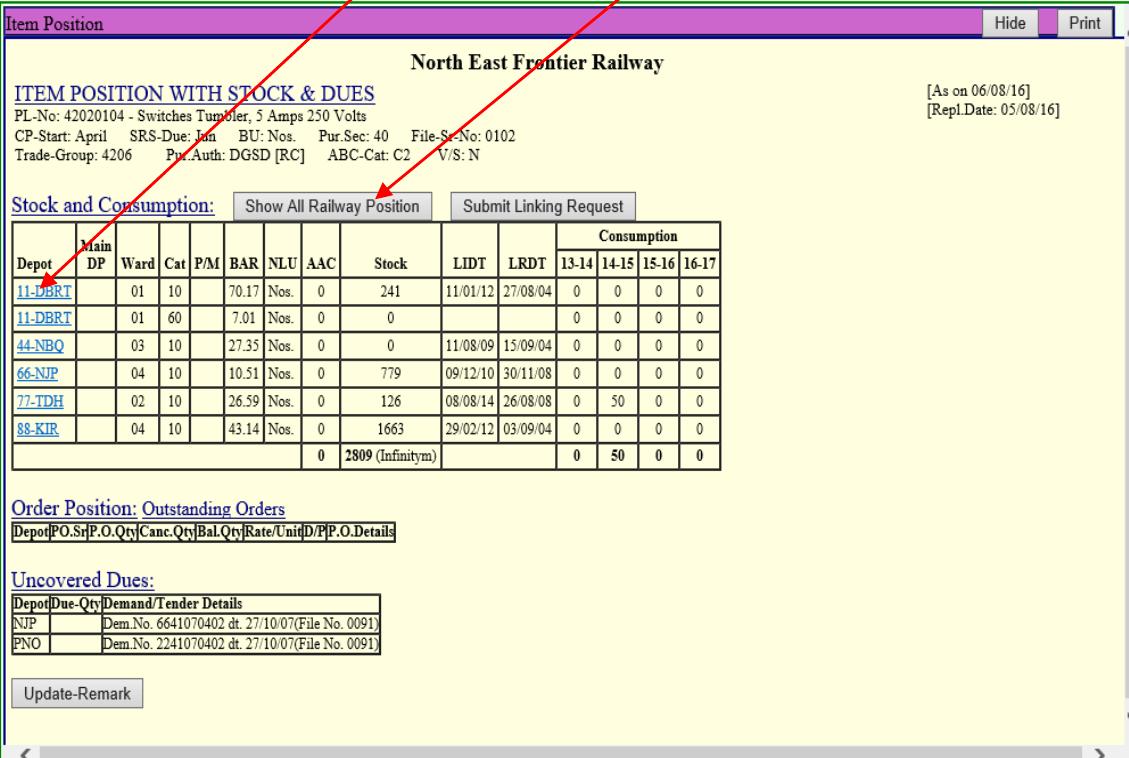 Item Position Hide Print
North East Frontier Railway
ITEM POSITION WITH STOCK & DUES [As on 06/08/16]
PL-No: 42020104 - Switches Tumbler, 5 Amps 250 Volts [Repl.Date: 05/08/16]
CP-Start: April SRS-Due: Jun BU: Nos. Pur.Sec: 40 File-Sr-No: 0102
Trade-Group: 4206 Pur.Auth: DGSD [RC] ABC-Cat: C2 V/S: N
Stock and Consumption: Show All Railway Position Submit Linking Request
Consumption
Depot Main DP Ward Cat P/M BAR NLU AAC Stock LIDT LRDT 13-14 14-15 15-16 16-17
11-DBRT 01 10 70.17 Nos. 0 241 11/01/12 27/08/04 0 0 0 0
11-DBRT 01 60 7.01 Nos. 0 0 0 0 0 0
44-NBQ 03 10 27.35 Nos. 0 0 11/08/09 15/09/04 0 0 0 0
66-NJP 04 10 10.51 Nos. 0 779 09/12/10 30/11/08 0 0 0 0
77-TDH 02 10 26.59 Nos. 0 126 08/08/14 26/08/08 0 50 0 0
88-KIR 04 10 43.14 Nos. 0 1663 29/02/12 03/09/04 0 0 0 0
0 2809 (Infinitym) 0 50 0 0
Order Position: Outstanding Orders
Depot PO.Sr P.O.Qty Canc.Qty Bal.Qty Rate/Unit D/P P.O.Details
Uncovered Dues:
Depot Due-Qty Demand/Tender Details
NJP Dem.No. 6641070402 dt. 27/10/07(File No. 0091)
PNO Dem.No. 2241070402 dt. 27/10/07(File No. 0091)
Update-Remark